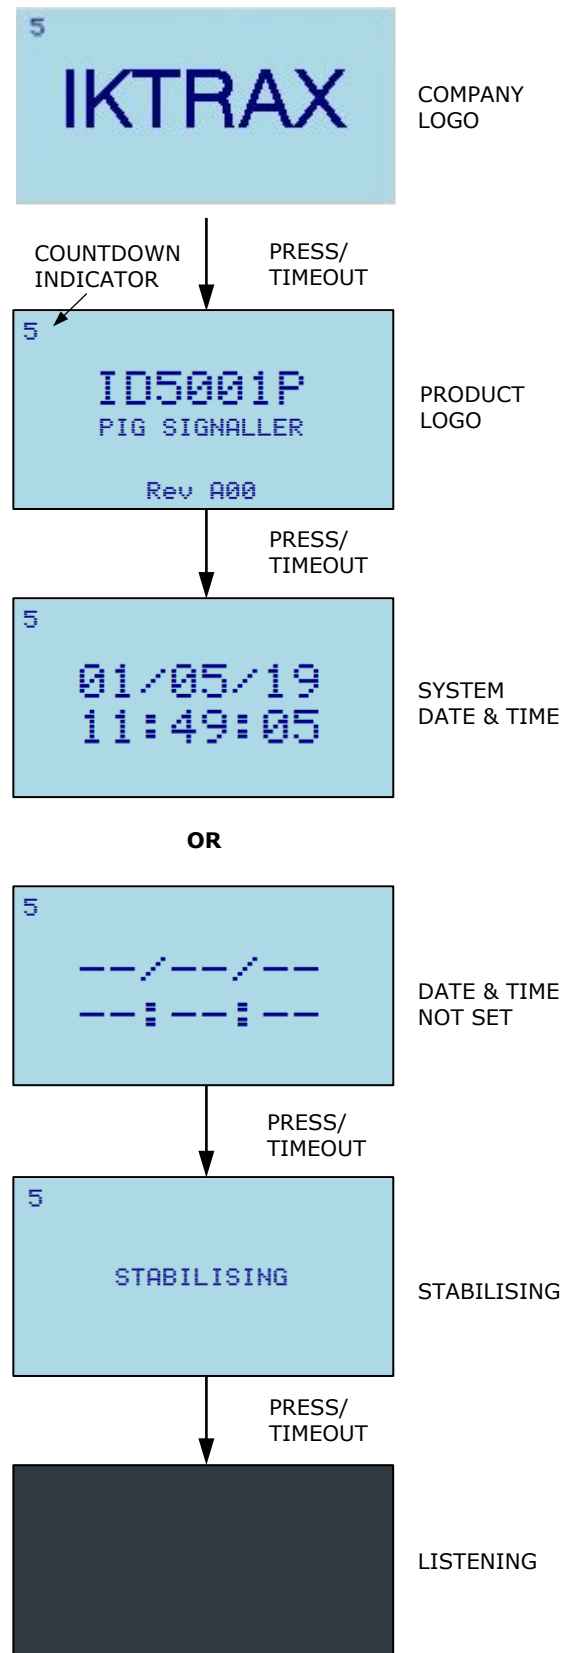 5
IKTRAX
COMPANY
LOGO
COUNTDOWN
INDICATOR
PRESS/
TIMEOUT
5
ID5001P
PIG SIGNALLER
Rev A00
PRODUCT
LOGO
PRESS/
TIMEOUT
5
01/05/19
11:49:05
SYSTEM
DATE & TIME
OR
5
--/--/--
--:--:--
DATE & TIME
NOT SET
PRESS/
TIMEOUT
5
STABILISING
STABILISING
PRESS/
TIMEOUT
LISTENING